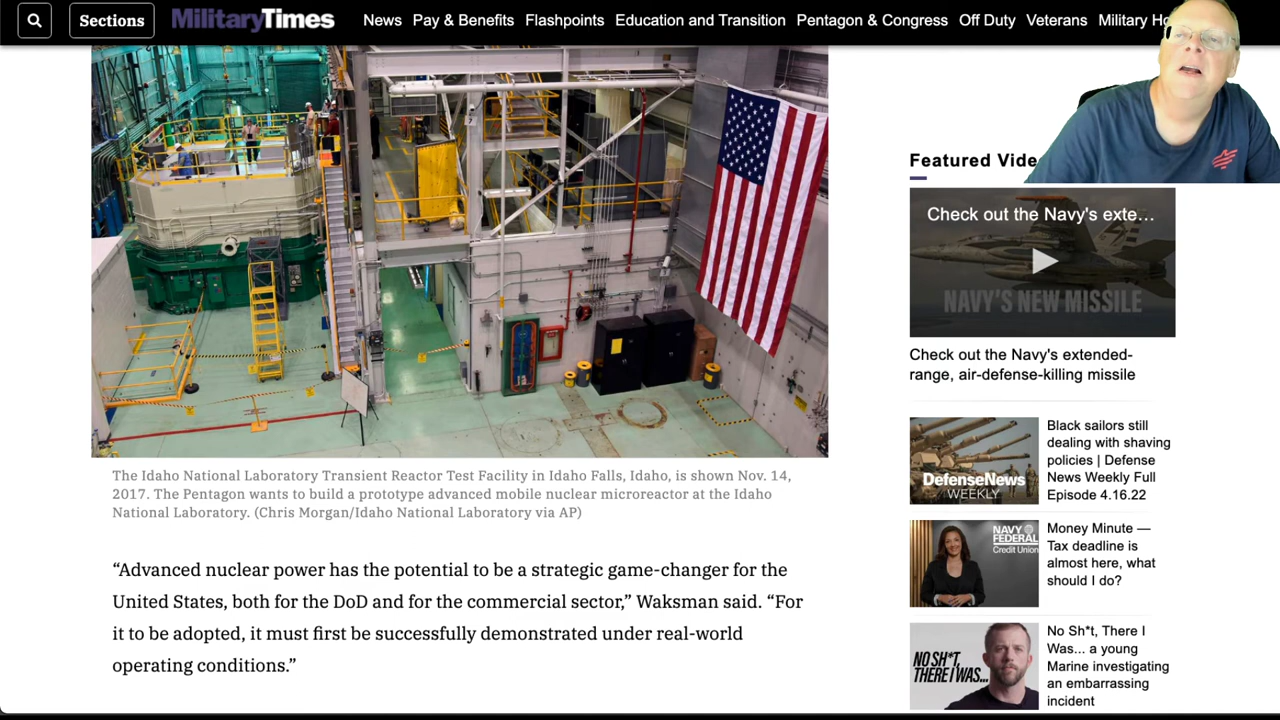 Sections
MilitaryTimes
News Pay & Benefits Flashpoints Education and Transition Pentagon & Congress Off Duty Veterans Military Ho
The Idaho National Laboratory Transient Reactor Test Facility in Idaho Falls, Idaho, is shown Nov. 14,
2017. The Pentagon wants to build a prototype advanced mobile nuclear microreactor at the Idaho
National Laboratory. (Chris Morgan/Idaho National Laboratory via AP)
“Advanced nuclear power has the potential to be a strategic game-changer for the
United States, both for the DoD and for the commercial sector,” Waksman said. “For
it to be adopted, it must first be successfully demonstrated under real-world
operating conditions.”
Featured Vide
Check out the Navy's exte...
NAVY'S NEW MISSILE
Check out the Navy's extended-
range, air-defense-killing missile
DefenseNews
WEEKLY
Black sailors still
dealing with shaving
policies | Defense
News Weekly Full
Episode 4.16.22
NAVY
FEDERAL
Credit Union
Money Minute —
Tax deadline is
almost here, what
should I do?
NO SH*T,
THERE I WAS...
No Sh*t, There I
Was... a young
Marine investigating
an embarrassing
incident